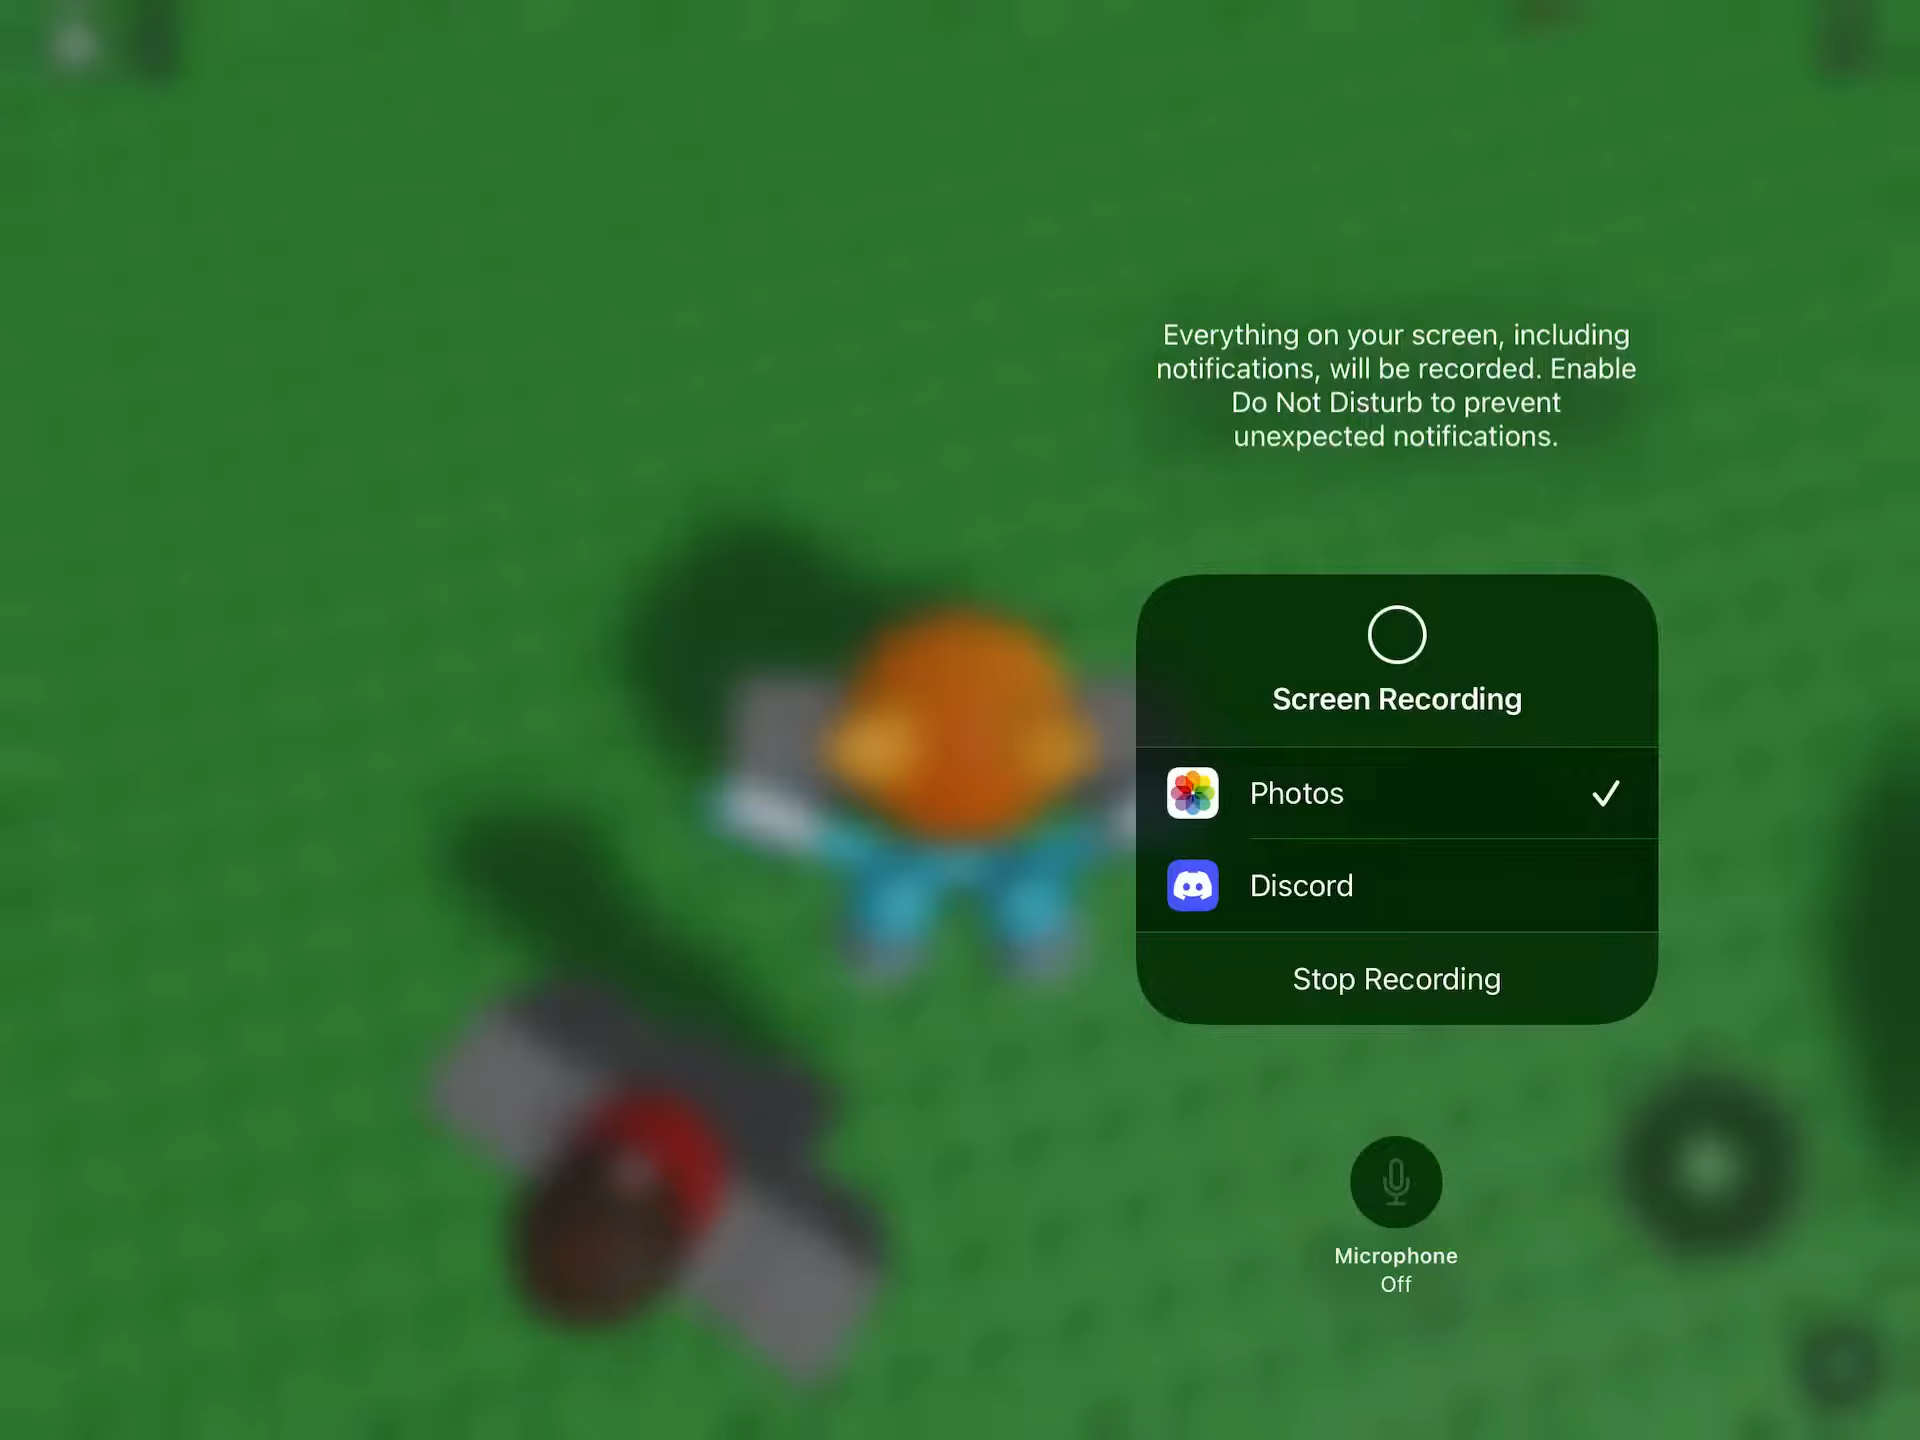 Everything on your screen, including
notifications, will be recorded. Enable
Do Not Disturb to prevent
unexpected notifications.
Screen Recording
Photos
Discord
Stop Recording
Microphone
Off